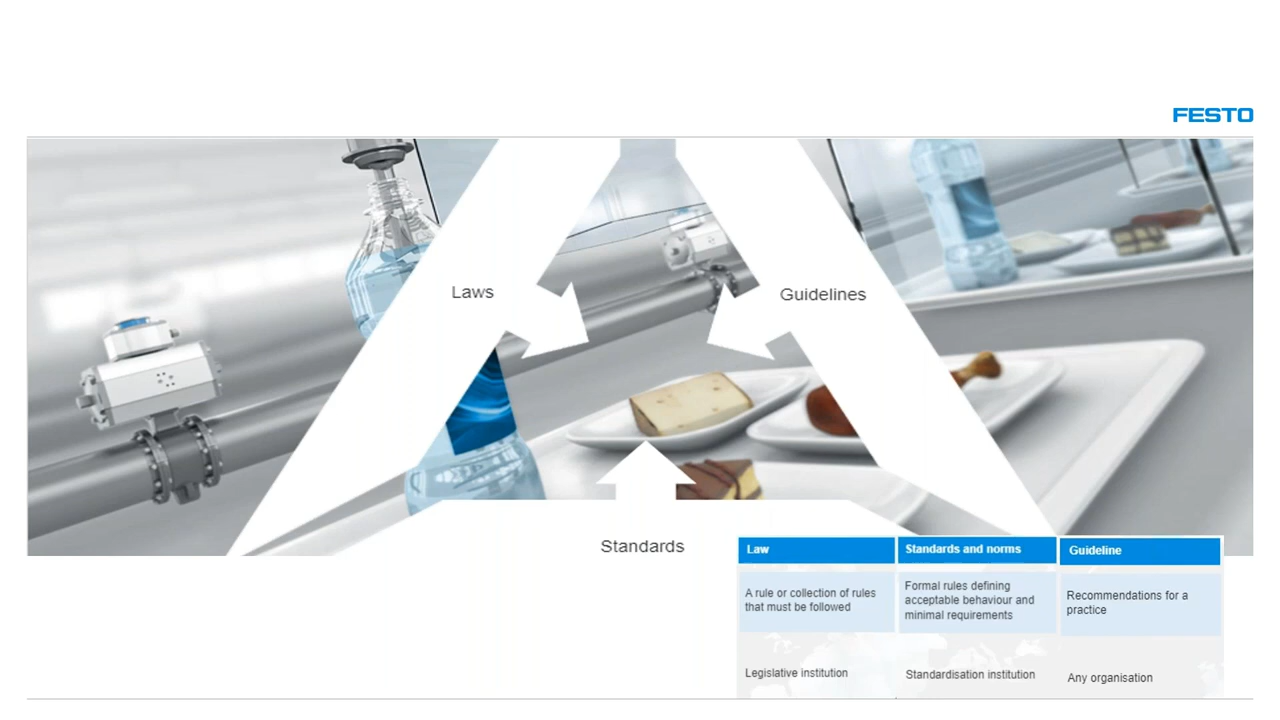 FESTO
Laws
Guidelines
Standards
Law
Standards and norms
Guideline
A rule or collection of rules
that must be followed
Formal rules defining
acceptable behaviour and
minimal requirements
Recommendations for a
practice
Legislative institution
Standardisation institution
Any organisation